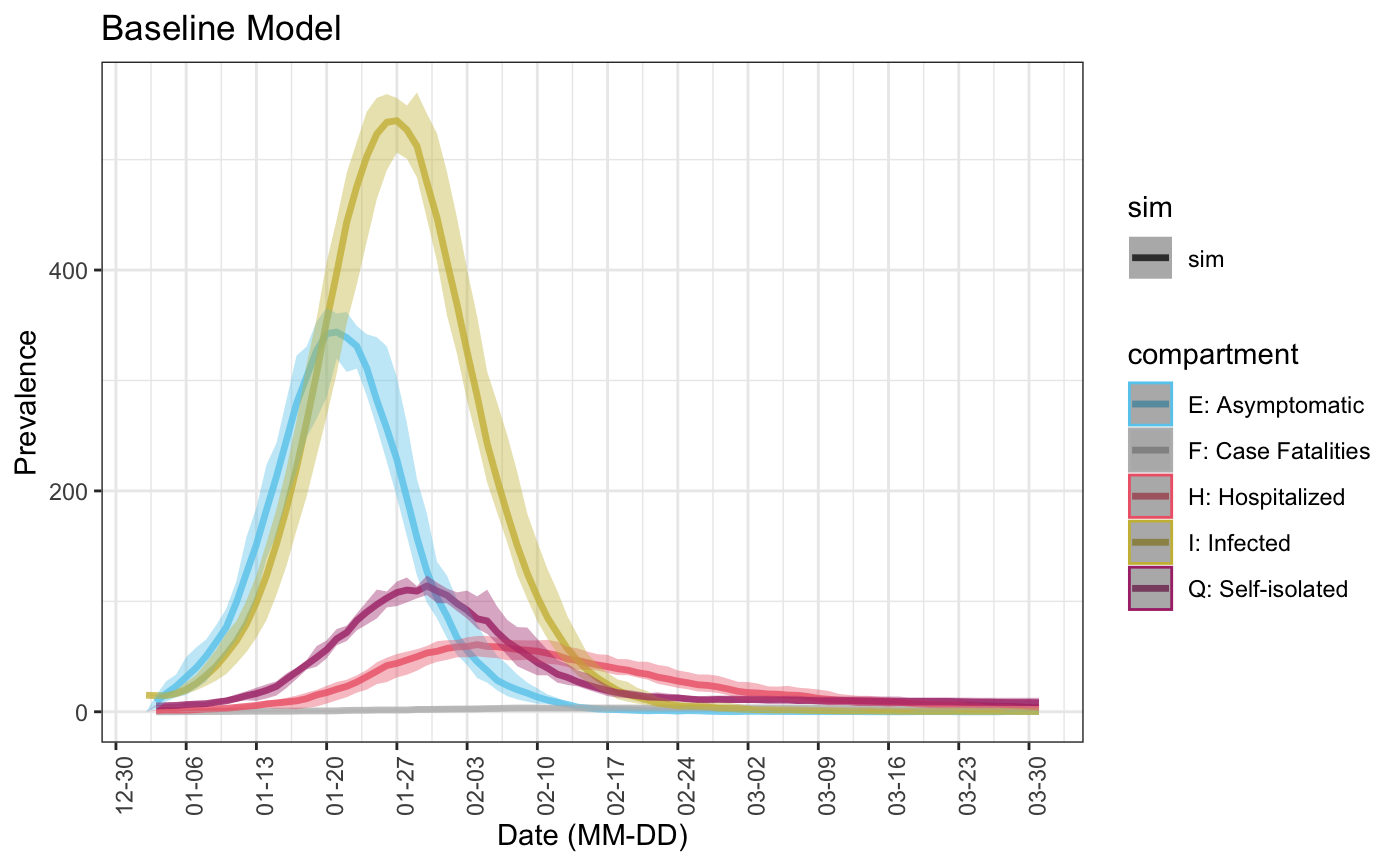 Baseline Model
Prevalence
400
200
0
12-30
01-06
01-13
01-20
01-27
02-03
02-10
02-17
02-24
03-02
03-09
03-16
03-23
03-30
Date (MM-DD)
sim
sim
compartment
E: Asymptomatic
F: Case Fatalities
H: Hospitalized
I: Infected
Q: Self-isolated